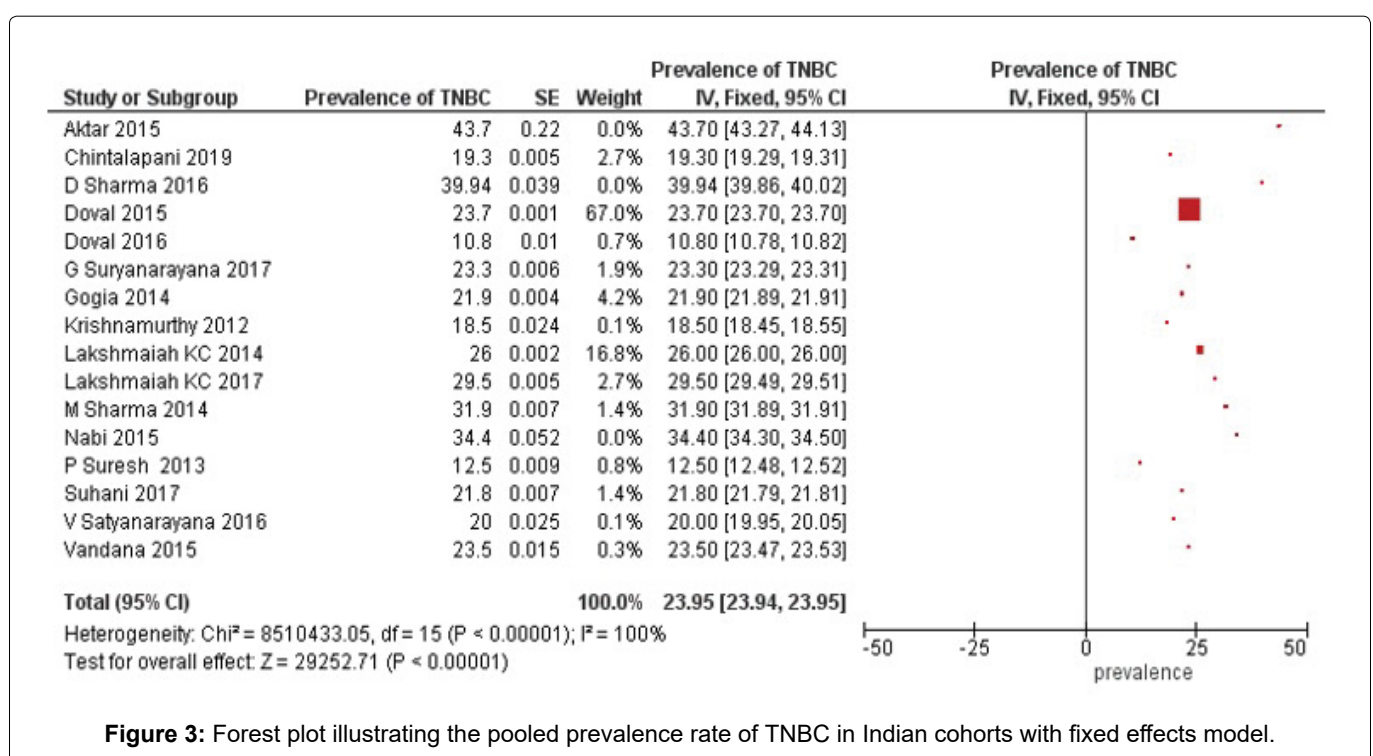 Prevalence of TNBC Prevalence of TNBC
Study or Subgroup Prevalence of TNBC SE Weight IV, Fixed, 95% CI IV, Fixed, 95% CI
Aktar 2015 43.7 0.22 0.0% 43.70 [43.27, 44.13]
Chintalapani 2019 19.3 0.005 2.7% 19.30 [19.29, 19.31]
D Sharma 2016 39.94 0.039 0.0% 39.94 [39.86, 40.02]
Doval 2015 23.7 0.001 67.0% 23.70 [23.70, 23.70]
Doval 2016 10.8 0.01 0.7% 10.80 [10.78, 10.82]
G Suryanarayana 2017 23.3 0.006 1.9% 23.30 [23.29, 23.31]
Gogia 2014 21.9 0.004 4.2% 21.90 [21.89, 21.91]
Krishnamurthy 2012 18.5 0.024 0.1% 18.50 [18.45, 18.55]
Lakshmaiah KC 2014 26 0.002 16.8% 26.00 [26.00, 26.00]
Lakshmaiah KC 2017 29.5 0.005 2.7% 29.50 [29.49, 29.51]
M Sharma 2014 31.9 0.007 1.4% 31.90 [31.89, 31.91]
Nabi 2015 34.4 0.052 0.0% 34.40 [34.30, 34.50]
P Suresh 2013 12.5 0.009 0.8% 12.50 [12.48, 12.52]
Suhani 2017 21.8 0.007 1.4% 21.80 [21.79, 21.81]
V Satyanarayana 2016 20 0.025 0.1% 20.00 [19.95, 20.05]
Vandana 2015 23.5 0.015 0.3% 23.50 [23.47, 23.53]
Total (95% CI) 100.0% 23.95 [23.94, 23.95]
Heterogeneity: Chi² = 8510433.05, df = 15 (P < 0.00001); I² = 100%
Test for overall effect: Z = 29252.71 (P < 0.00001)
-50 -25 0 25 50
prevalence
Figure 3: Forest plot illustrating the pooled prevalence rate of TNBC in Indian cohorts with fixed effects model.